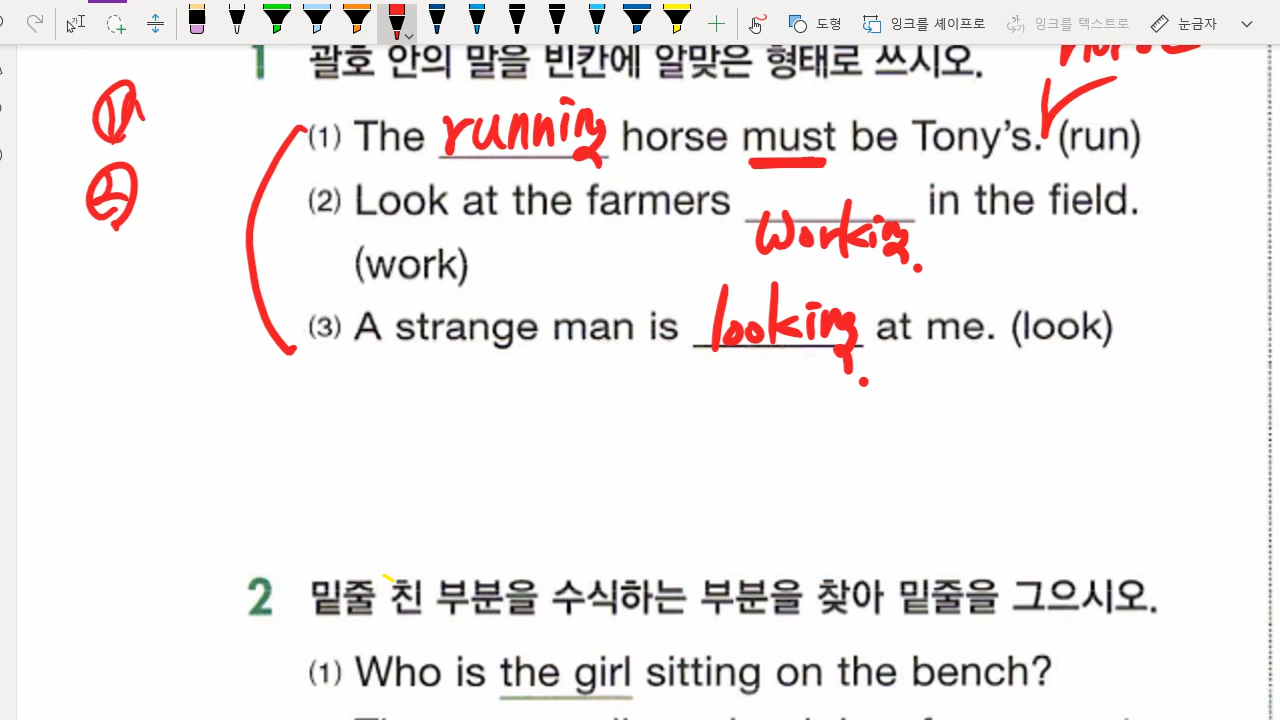 도형 잉크를 셰이프로 잉크를 텍스트로 눈금자
1 괄호 안의 말을 빈칸에 알맞은 형태로 쓰시오.
(1) The running horse must be Tony's. (run)
(2) Look at the farmers working in the field.
(work)
(3) A strange man is looking at me. (look)
2 밑줄 친 부분을 수식하는 부분을 찾아 밑줄을 그으시오.
(1) Who is the girl sitting on the bench?